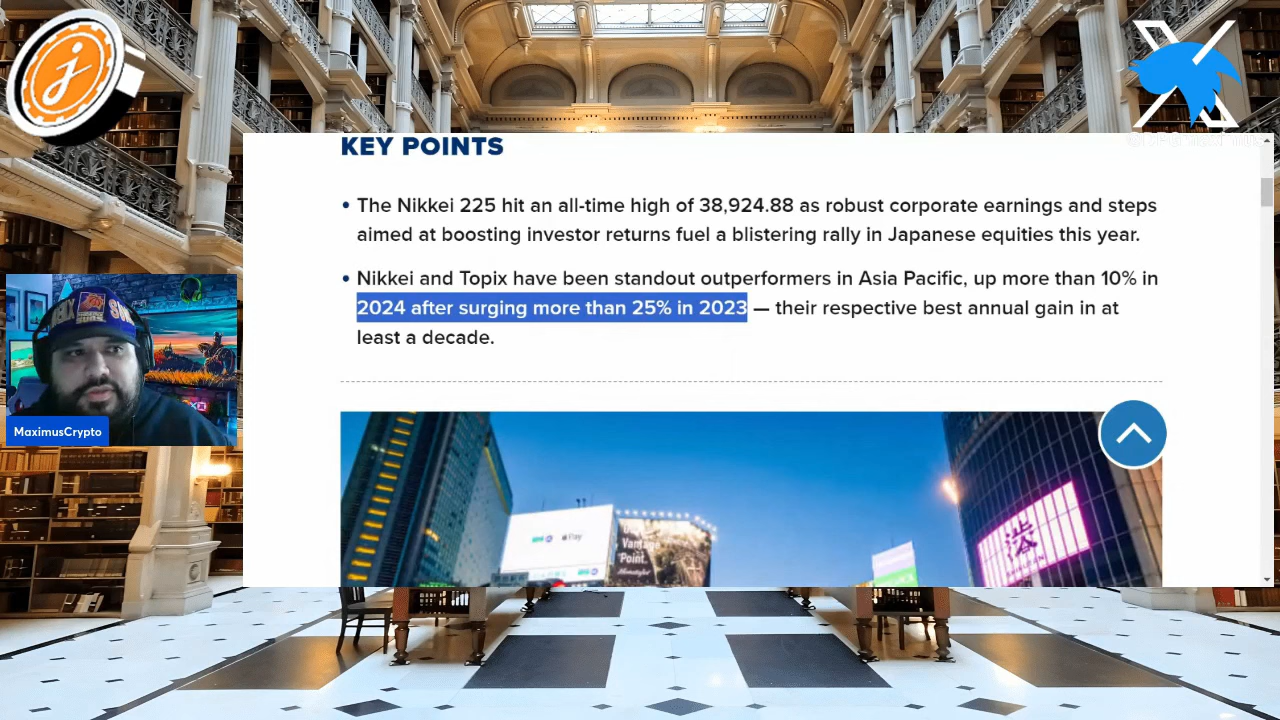 KEY POINTS
• The Nikkei 225 hit an all-time high of 38,924.88 as robust corporate earnings and steps
aimed at boosting investor returns fuel a blistering rally in Japanese equities this year.
• Nikkei and Topix have been standout outperformers in Asia Pacific, up more than 10% in
2024 after surging more than 25% in 2023 — their respective best annual gain in at
least a decade.
MaximusCrypto
Pay
Vantage
Point.